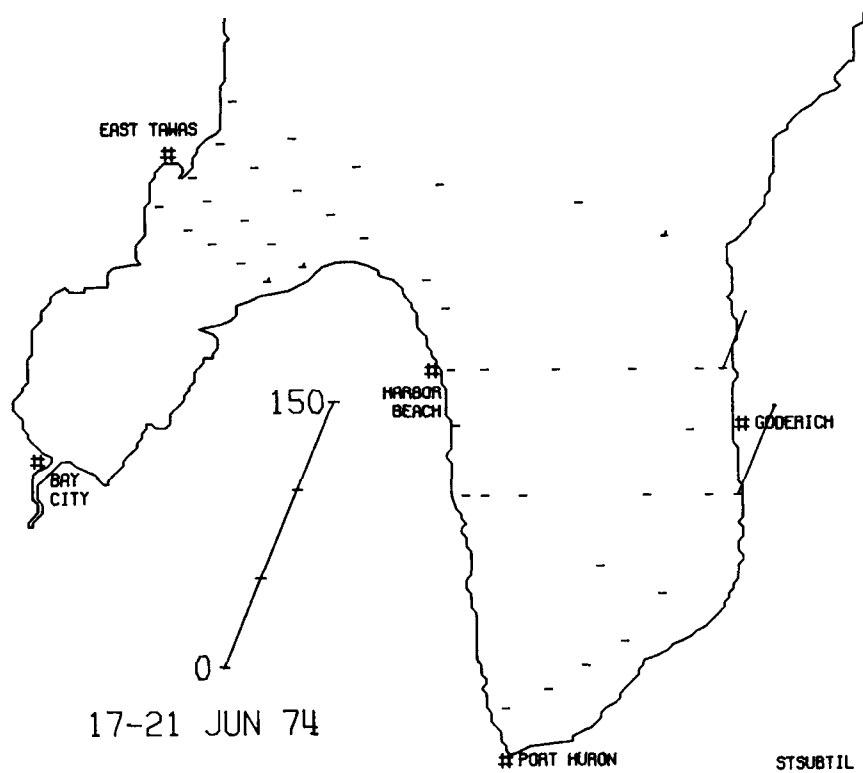 EAST TAWAS
150
HARBOR
BEACH
GODERICH
BAY
CITY
0
17-21 JUN 74
PORT HURON
STSUBTIL